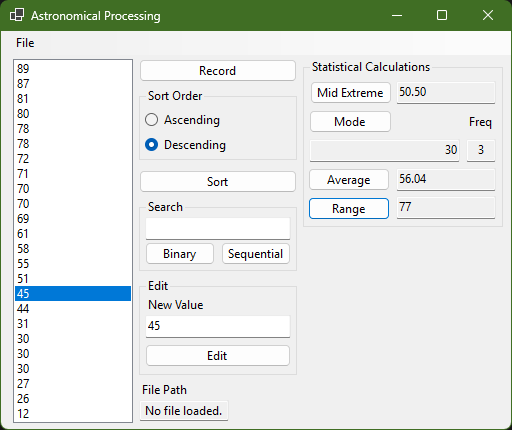 Astronomical Processing
File
89
87
81
80
78
78
72
71
70
70
69
61
58
55
51
45
44
31
30
30
30
27
26
12
Record
Sort Order
Ascending
Descending
Sort
Search
Binary Sequential
Edit
New Value
45
Edit
File Path
No file loaded.
Statistical Calculations
Mid Extreme 50.50
Mode Freq
30 3
Average 56.04
Range 77